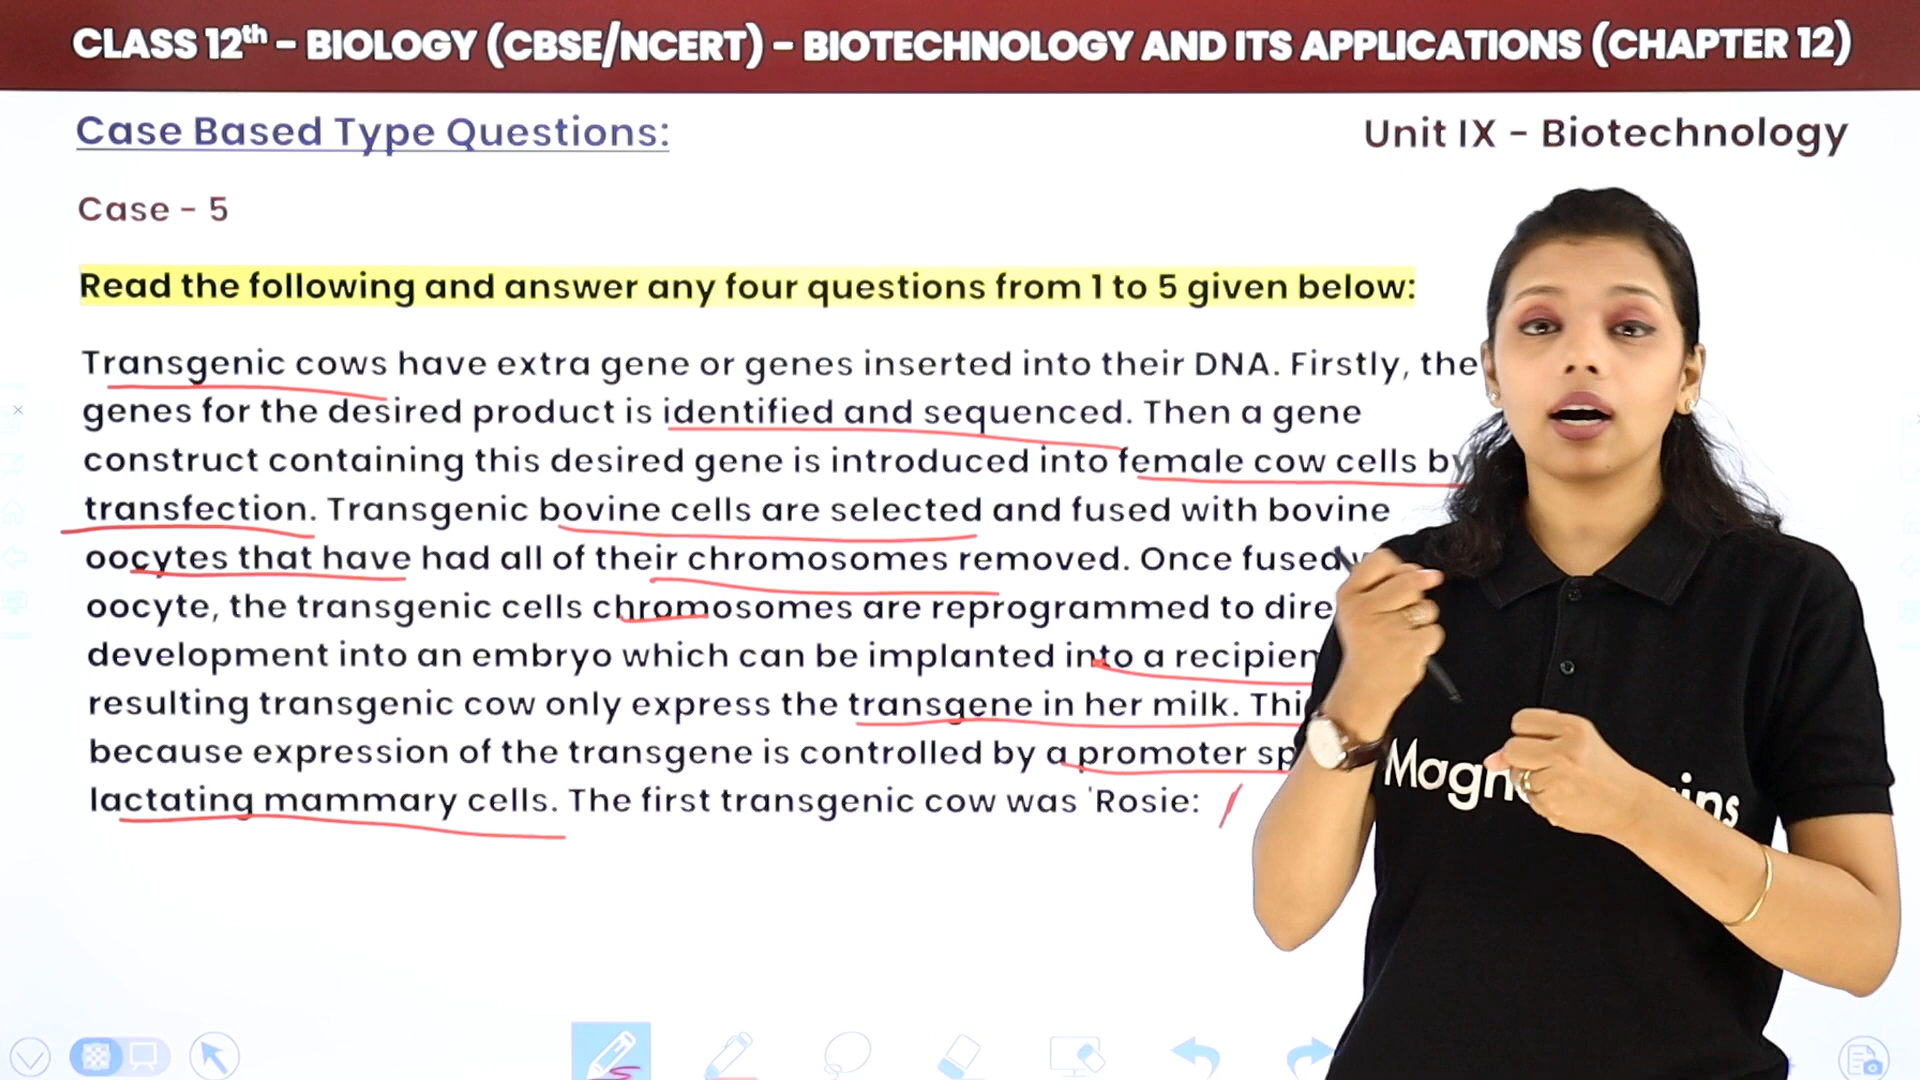 CLASS 12th – BIOLOGY (CBSE/NCERT) – BIOTECHNOLOGY AND ITS APPLICATIONS (CHAPTER 12)
Case Based Type Questions:
Unit IX – Biotechnology
Case – 5
Read the following and answer any four questions from 1 to 5 given below:
Transgenic cows have extra gene or genes inserted into their DNA. Firstly, the
genes for the desired product is identified and sequenced. Then a gene
construct containing this desired gene is introduced into female cow cells by
transfection. Transgenic bovine cells are selected and fused with bovine
oocytes that have had all of their chromosomes removed. Once fused
oocyte, the transgenic cells chromosomes are reprogrammed to
development into an embryo which can be implanted into a
resulting transgenic cow only express the transgene in her milk.
because expression of the transgene is controlled by a promoter
lactating mammary cells. The first transgenic cow was 'Rosie: